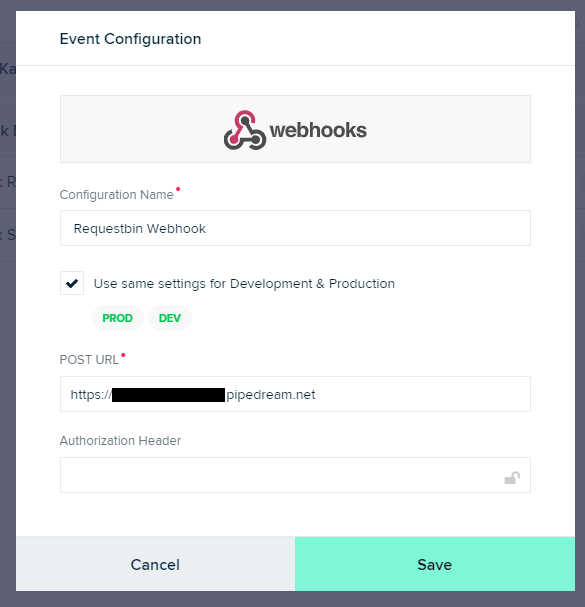 Event Configuration
webhooks
Configuration Name*
Requestbin Webhook
Use same settings for Development & Production
PROD DEV
POST URL*
https:// pipedream.net
Authorization Header
Cancel Save